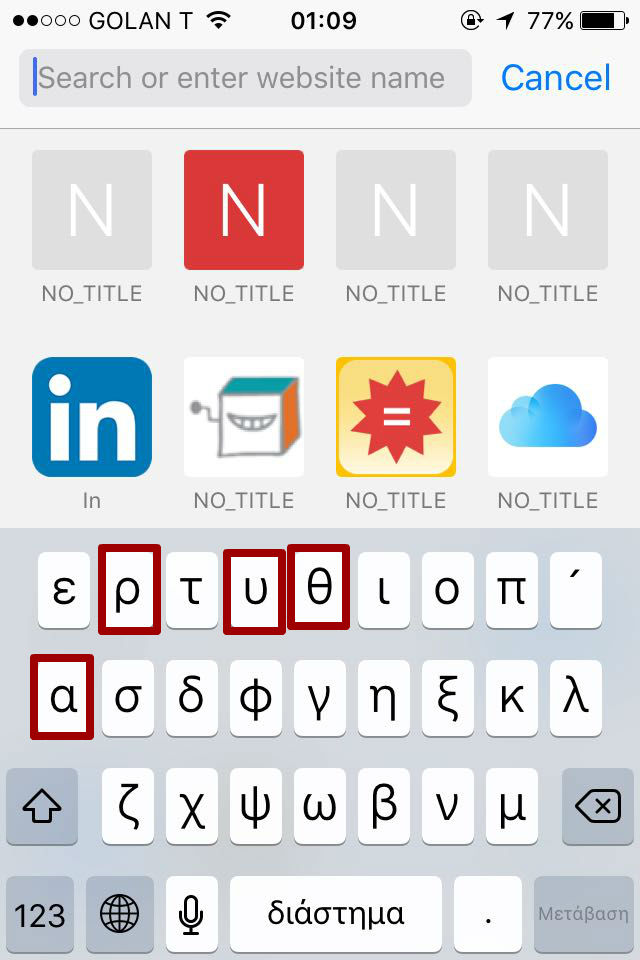 GOLAN T 01:09 77%
Search or enter website name Cancel
N N N N
NO_TITLE NO_TITLE NO_TITLE NO_TITLE
in =
In NO_TITLE NO_TITLE NO_TITLE
ε ρ τ υ θ ι ο π ΄
α σ δ φ γ η ξ κ λ
ζ χ ψ ω β ν μ
123 διάστημα . Μετάβαση